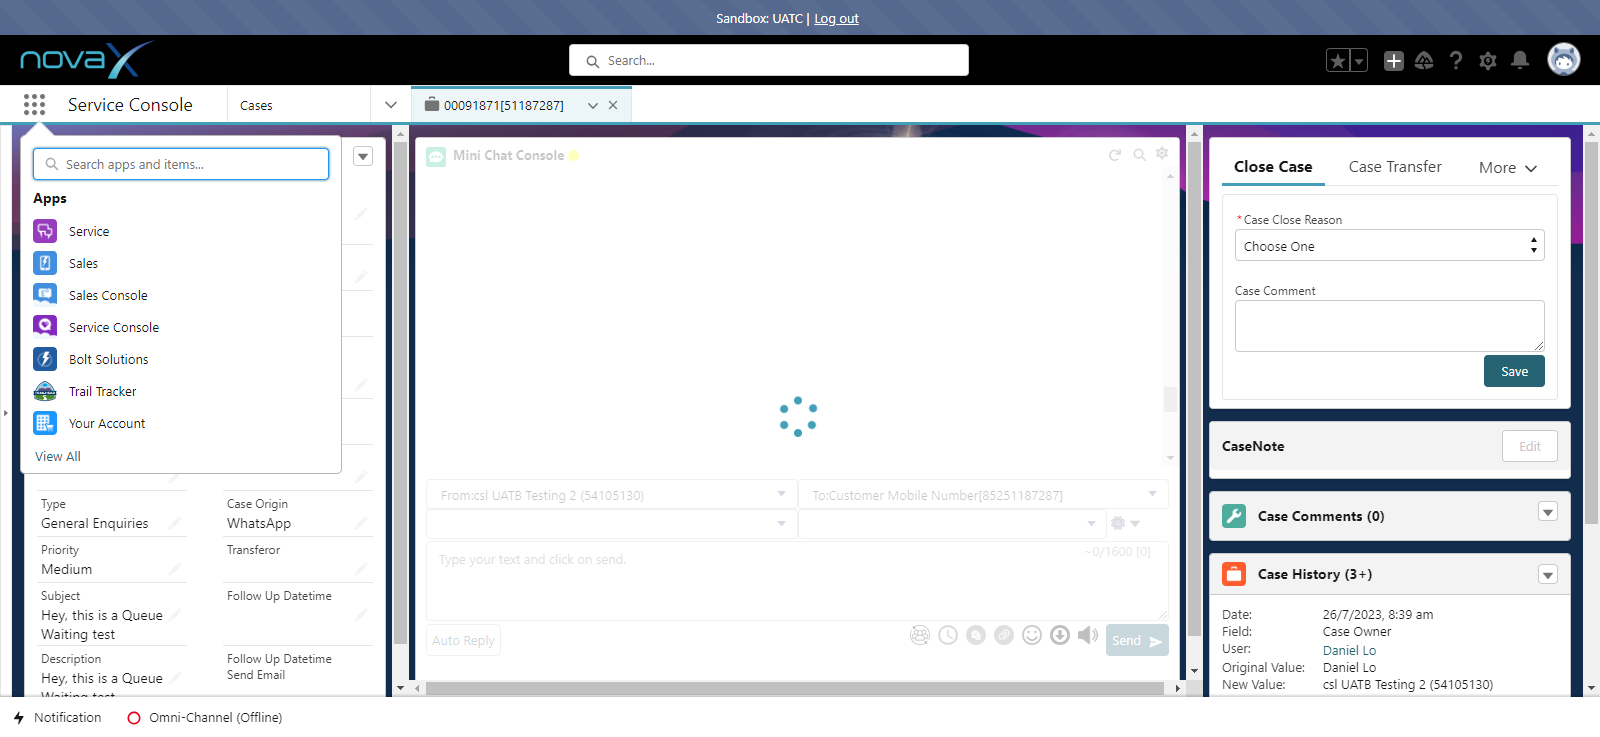 Sandbox: UATC | Log out
novaX
Search...
Service Console
Cases
00091871[51187287]
Search apps and items...
Apps
Service
Sales
Sales Console
Service Console
Bolt Solutions
Trail Tracker
Your Account
View All
Type
General Enquiries
Case Origin
WhatsApp
Priority
Medium
Transferor
Subject
Hey, this is a Queue
Waiting test
Follow Up Datetime
Description
Hey, this is a Queue
Waiting test
Follow Up Datetime
Send Email
Mini Chat Console
From:csl UATB Testing 2 (54105130)
To:Customer Mobile Number[85251187287]
Type your text and click on send.
~0/1600 [0]
Auto Reply
Send
Close Case
Case Transfer
More
*Case Close Reason
Choose One
Case Comment
Save
CaseNote
Edit
Case Comments (0)
Case History (3+)
Date: 26/7/2023, 8:39 am
Field: Case Owner
User: Daniel Lo
Original Value: Daniel Lo
New Value: csl UATB Testing 2 (54105130)
Notification
Omni-Channel (Offline)